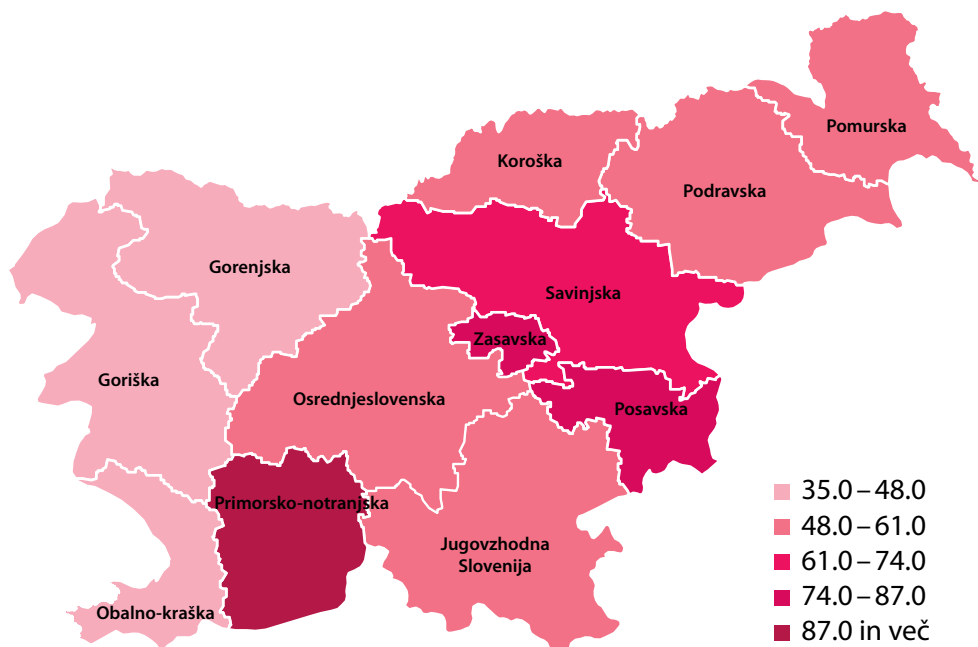 Pomurska
Koroška
Podravska
Gorenjska
Savinjska
Zasavska
Goriška
Osrednjeslovenska
Posavska
Primorsko-notranjska
Jugovzhodna
Slovenija
Obalno-kraška
35.0 – 48.0
48.0 – 61.0
61.0 – 74.0
74.0 – 87.0
87.0 in več